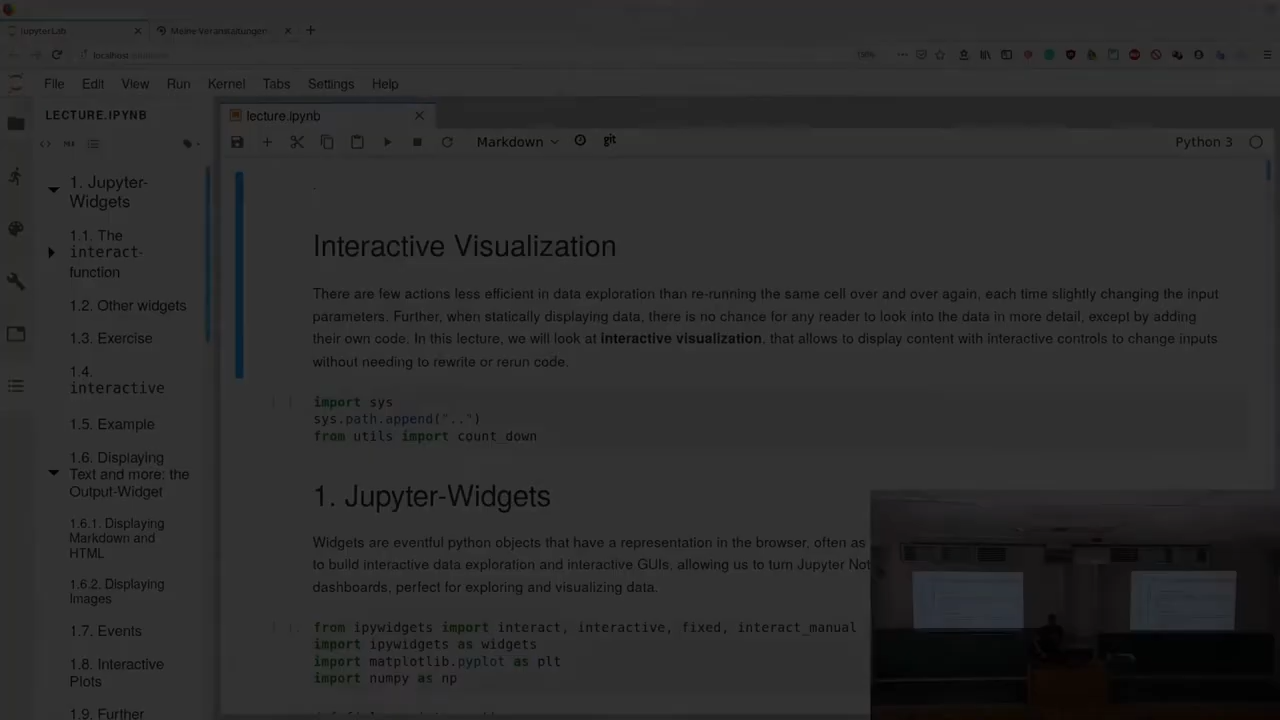 JupyterLab
Meine Veranstaltungen
localhost
File Edit View Run Kernel Tabs Settings Help
LECTURE.IPYNB
lecture.ipynb
Markdown
git
Python 3
1. Jupyter-
Widgets
1.1. The
interact-
function
1.2. Other widgets
1.3. Exercise
1.4.
interactive
1.5. Example
1.6. Displaying
Text and more: the
Output-Widget
1.6.1. Displaying
Markdown and
HTML
1.6.2. Displaying
Images
1.7. Events
1.8. Interactive
Plots
1.9. Further
Interactive Visualization
There are few actions less efficient in data exploration than re-running the same cell over and over again, each time slightly changing the input
parameters. Further, when statically displaying data, there is no chance for any reader to look into the data in more detail, except by adding
their own code. In this lecture, we will look at interactive visualization, that allows to display content with interactive controls to change inputs
without needing to rewrite or rerun code.
[ ] import sys
sys.path.append("..")
from utils import count_down
1. Jupyter-Widgets
Widgets are eventful python objects that have a representation in the browser, often as
to build interactive data exploration and interactive GUIs, allowing us to turn Jupyter Not
dashboards, perfect for exploring and visualizing data.
[ ]: from ipywidgets import interact, interactive, fixed, interact_manual
import ipywidgets as widgets
import matplotlib.pyplot as plt
import numpy as np